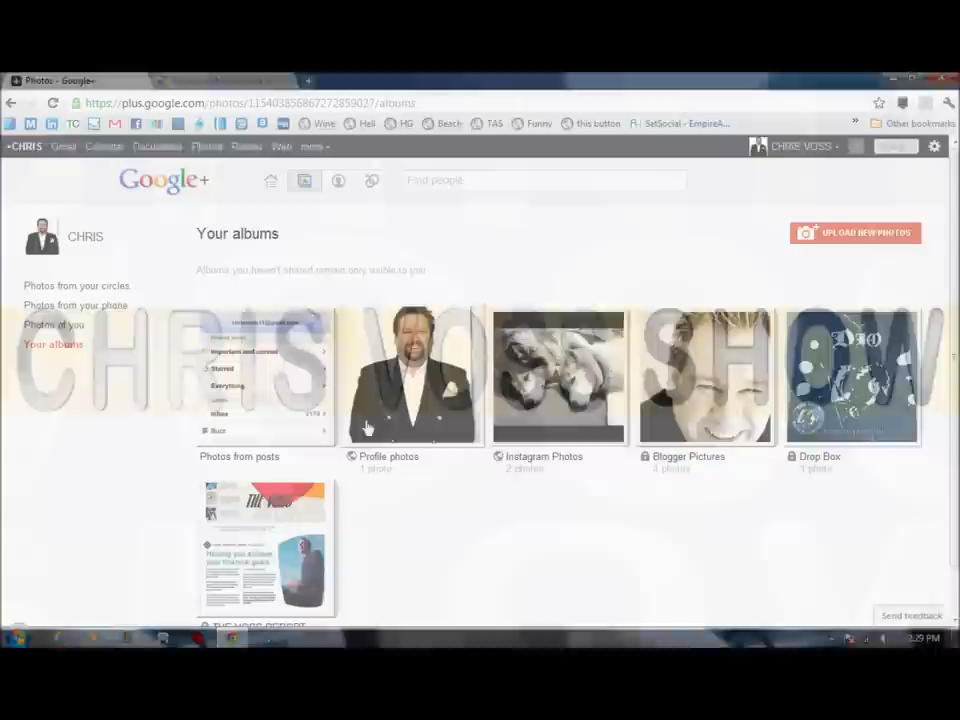 Photos - Google+
https://plus.google.com/photos/115403856867272859027/albums
TC
Wine
Hell
HG
Beach
TAS
Funny
this button
SetSocial - EmpireA...
»
Other bookmarks
+CHRIS Gmail Calendar Documents Photos Reader Web more
CHRIS VOSS
Google+
Find people
CHRIS
Your albums
UPLOAD NEW PHOTOS
Albums you haven't shared remain only visible to you
Photos from your circles
Photos from your phone
Photos of you
Your albums
CHRIS VOSS SHOW
Important and unread
Starred
Everything
Inbox
Buzz
DIO
Photos from posts
Profile photos
1 photo
Instagram Photos
2 photos
Blogger Pictures
4 photos
Drop Box
1 photo
THE VOSS
Helping you achieve
your financial goals
THE VOSS REPORT
Send feedback
2:29 PM